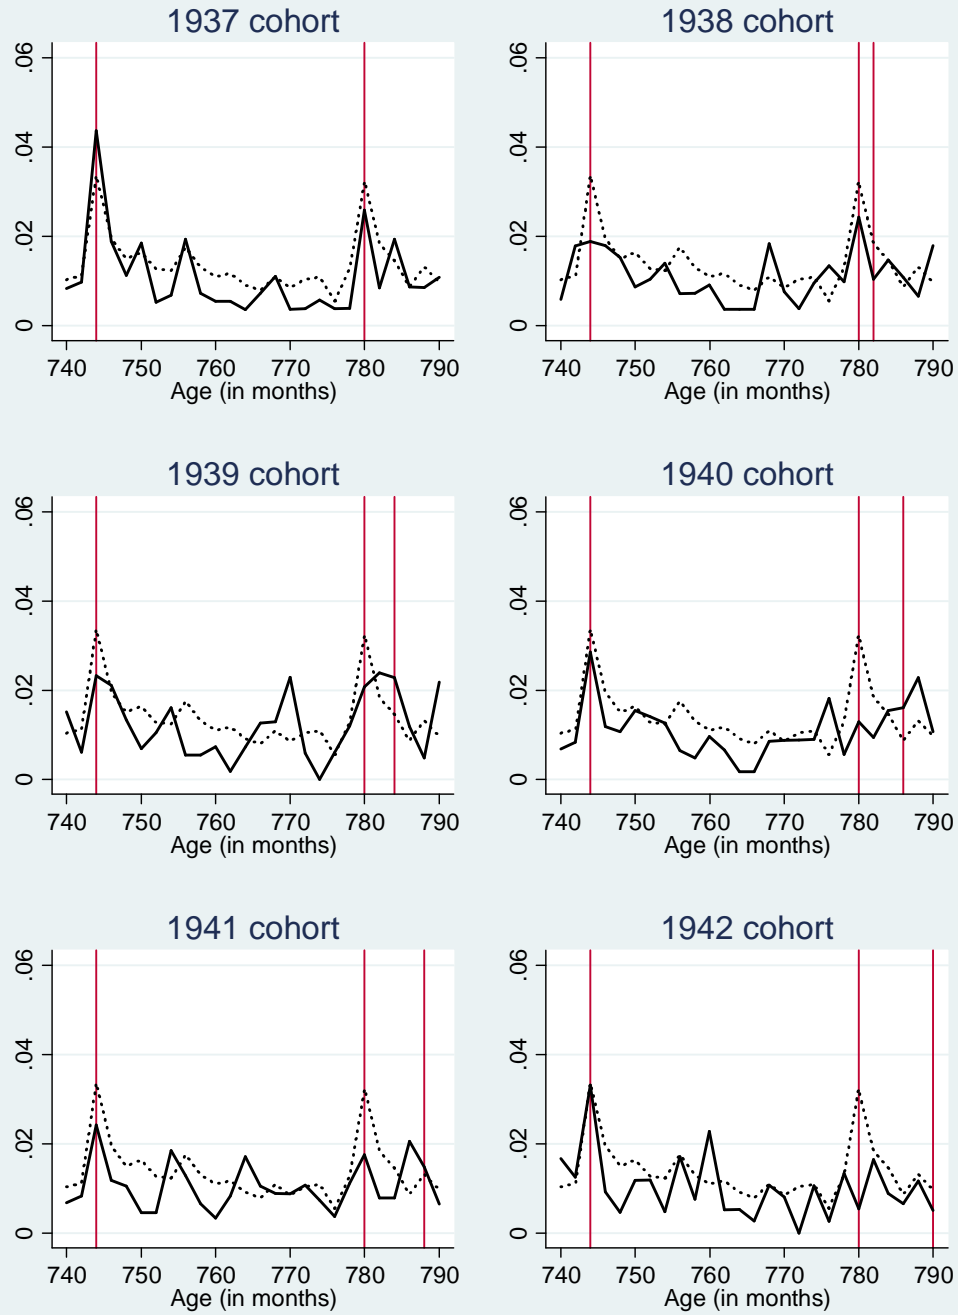 1937 cohort
.06
.04
.02
0
740 750 760 770 780 790
Age (in months)
1938 cohort
.06
.04
.02
0
740 750 760 770 780 790
Age (in months)
1939 cohort
.06
.04
.02
0
740 750 760 770 780 790
Age (in months)
1940 cohort
.06
.04
.02
0
740 750 760 770 780 790
Age (in months)
1941 cohort
.06
.04
.02
0
740 750 760 770 780 790
Age (in months)
1942 cohort
.06
.04
.02
0
740 750 760 770 780 790
Age (in months)